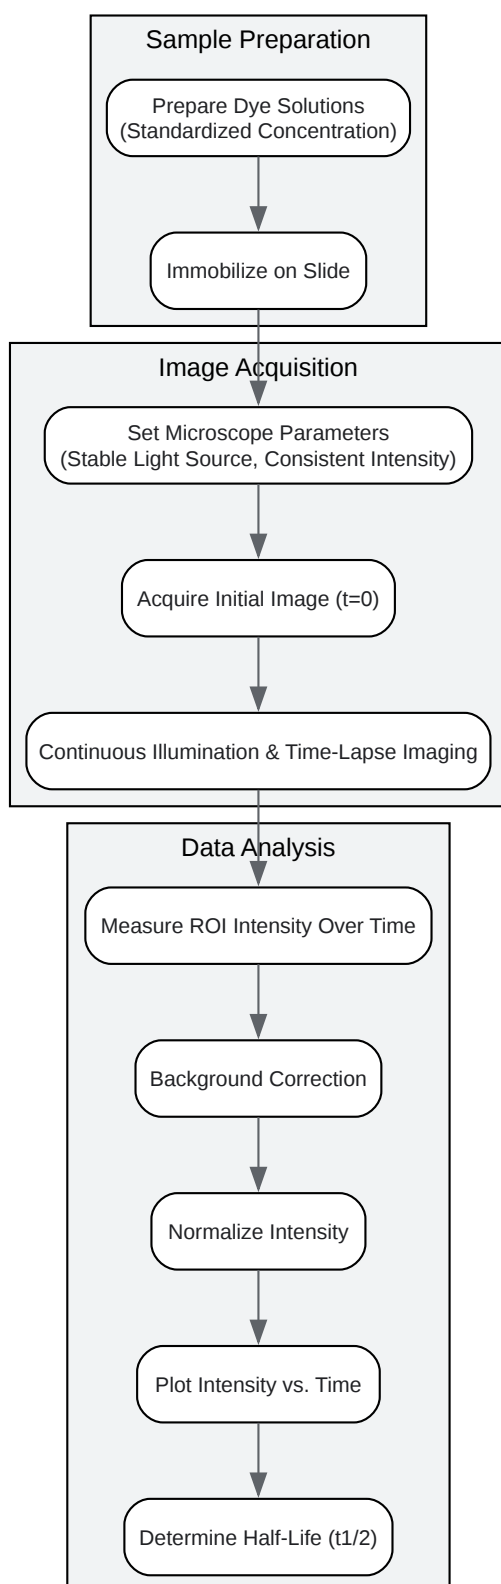 Sample Preparation
Prepare Dye Solutions
(Standardized Concentration)
Immobilize on Slide
Image Acquisition
Set Microscope Parameters
(Stable Light Source, Consistent Intensity)
Acquire Initial Image (t=0)
Continuous Illumination & Time-Lapse Imaging
Data Analysis
Measure ROI Intensity Over Time
Background Correction
Normalize Intensity
Plot Intensity vs. Time
Determine Half-Life (t1/2)